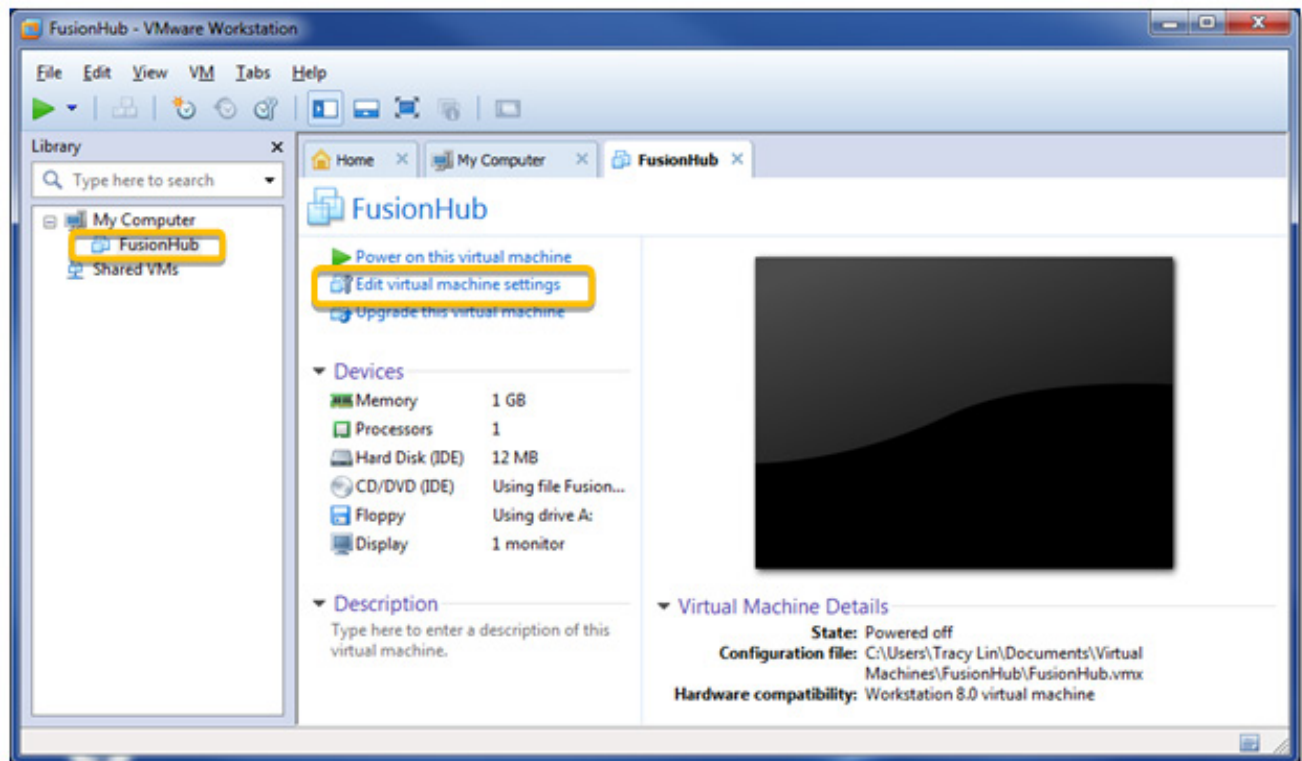 FusionHub - VMware Workstation
File Edit View VM Tabs Help
Library x
Type here to search
My Computer
FusionHub
Shared VMs
Home My Computer FusionHub
FusionHub
Power on this virtual machine
Edit virtual machine settings
Upgrade this virtual machine
Devices
Memory 1 GB
Processors 1
Hard Disk (IDE) 12 MB
CD/DVD (IDE) Using file Fusion...
Floppy Using drive A:
Display 1 monitor
Description
Type here to enter a description of this
virtual machine.
Virtual Machine Details
State: Powered off
Configuration file: C:\Users\Tracy Lin\Documents\Virtual
Machines\FusionHub\FusionHub.vmx
Hardware compatibility: Workstation 8.0 virtual machine